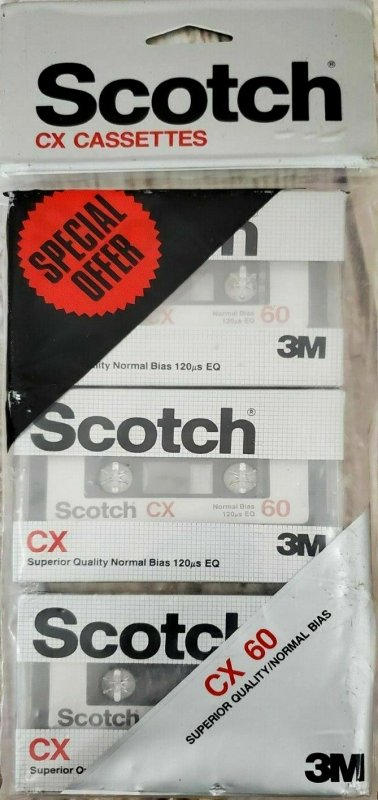 Scotch®
CX CASSETTES
SPECIAL
OFFER
h
CX
Normal Bias
120µs EQ
60
3M
lity Normal Bias 120µs EQ
Scotch®
Scotch CX
Normal Bias
120µs EQ
60
CX
3M
Superior Quality Normal Bias 120µs EQ
Scotc
Scotch
CX
Superior Q
CX 60
SUPERIOR QUALITY/NORMAL BIAS
3M